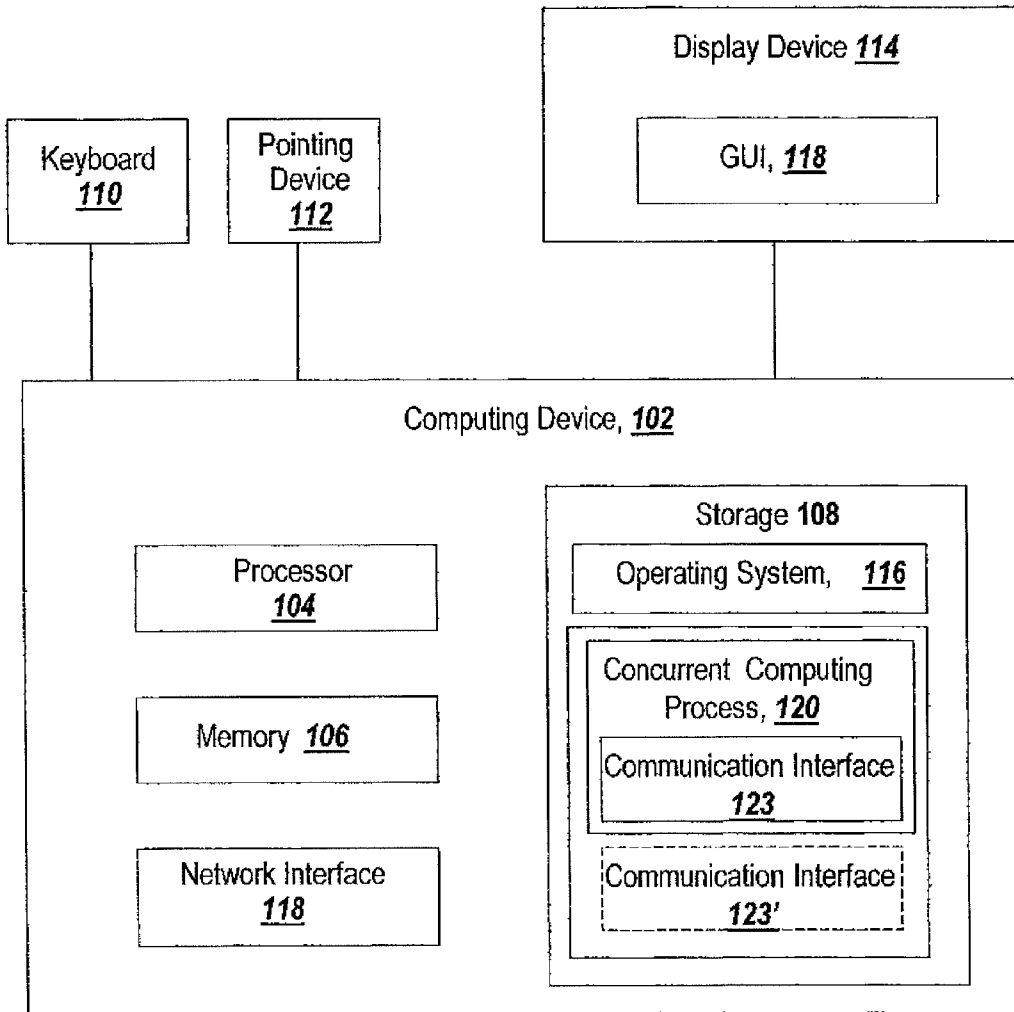 Display Device 114
GUI, 118
Keyboard
110
Pointing
Device
112
Computing Device, 102
Processor
104
Memory 106
Network Interface
118
Storage 108
Operating System, 116
Concurrent Computing
Process, 120
Communication Interface
123
Communication Interface
123'